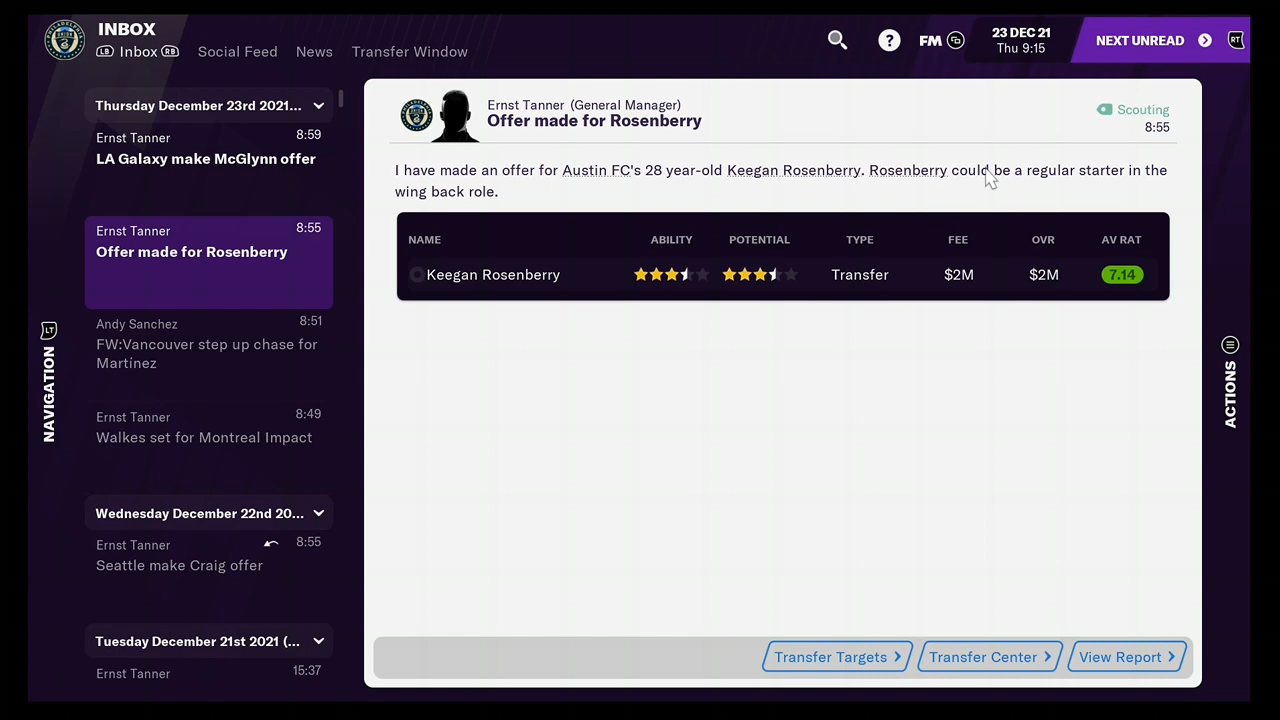 INBOX
LB Inbox RB Social Feed News Transfer Window
? FM 23 DEC 21
Thu 9:15
NEXT UNREAD RT
Thursday December 23rd 2021...
Ernst Tanner 8:59
LA Galaxy make McGlynn offer
Ernst Tanner 8:55
Offer made for Rosenberry
Andy Sanchez 8:51
FW:Vancouver step up chase for
Martínez
Ernst Tanner 8:49
Walkes set for Montreal Impact
Wednesday December 22nd 20...
Ernst Tanner 8:55
Seattle make Craig offer
Tuesday December 21st 2021 (...
Ernst Tanner 15:37
LT
NAVIGATION
Ernst Tanner (General Manager)
Offer made for Rosenberry
Scouting
8:55
I have made an offer for Austin FC's 28 year-old Keegan Rosenberry. Rosenberry could be a regular starter in the
wing back role.
NAME ABILITY POTENTIAL TYPE FEE OVR AV RAT
Keegan Rosenberry Transfer $2M $2M 7.14
Transfer Targets Transfer Center View Report
ACTIONS